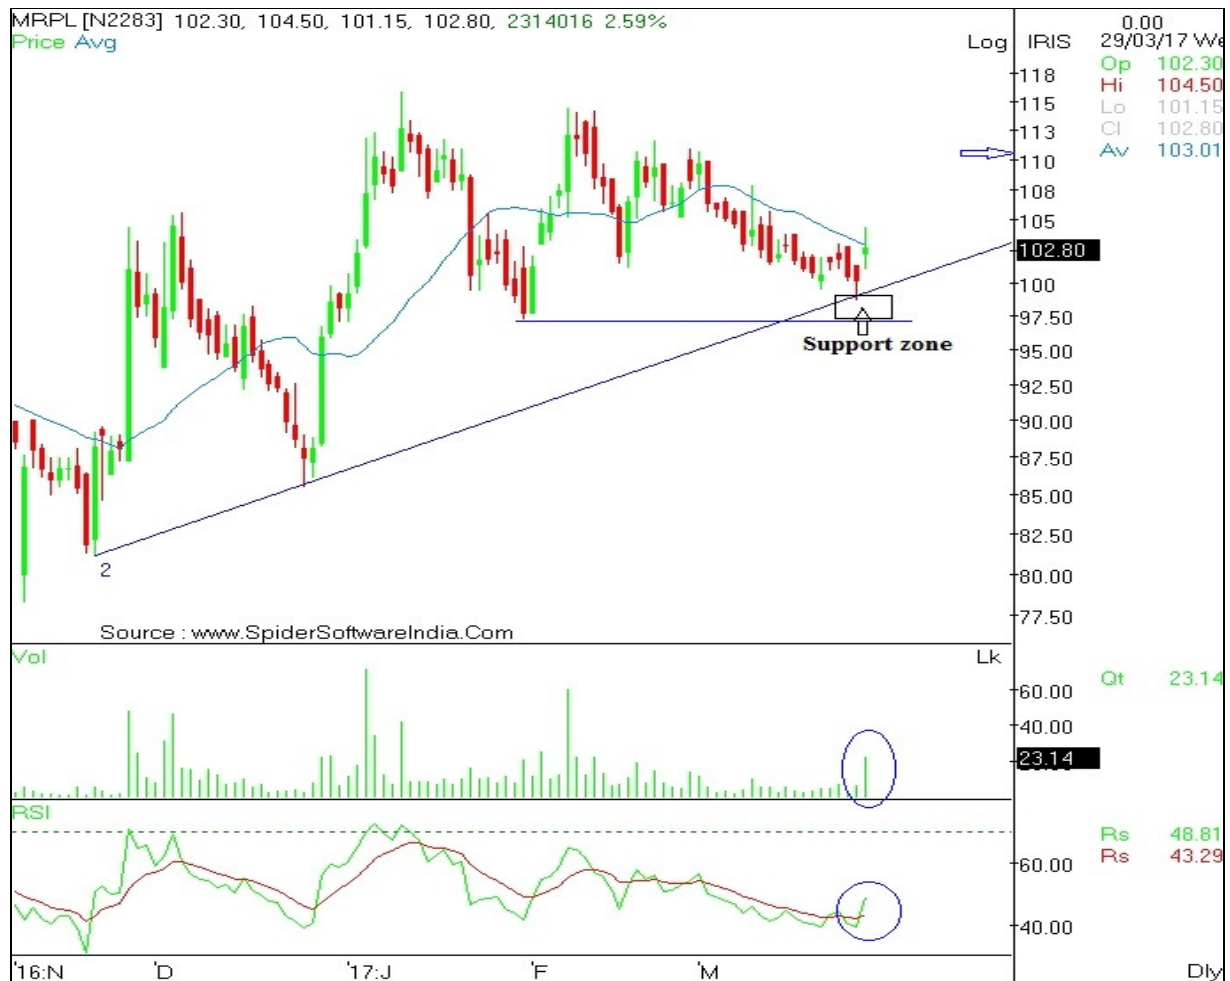 MRPL [N2283] 102.30, 104.50, 101.15, 102.80, 2314016 2.59%
0.00
Price Avg
Log
IRIS
29/03/17 We
Op 102.30
Hi 104.50
Lo 101.15
Cl 102.80
Av 103.01
118
115
113
110
108
105
102.80
100
97.50
95.00
92.50
90.00
87.50
85.00
82.50
80.00
77.50
Support zone
2
Source : www.SpiderSoftwareIndia.Com
Vol
Lk
Qt 23.14
60.00
40.00
23.14
RSI
Rs 48.81
Rs 43.29
60.00
40.00
'16:N 'D '17:J 'F 'M Dly